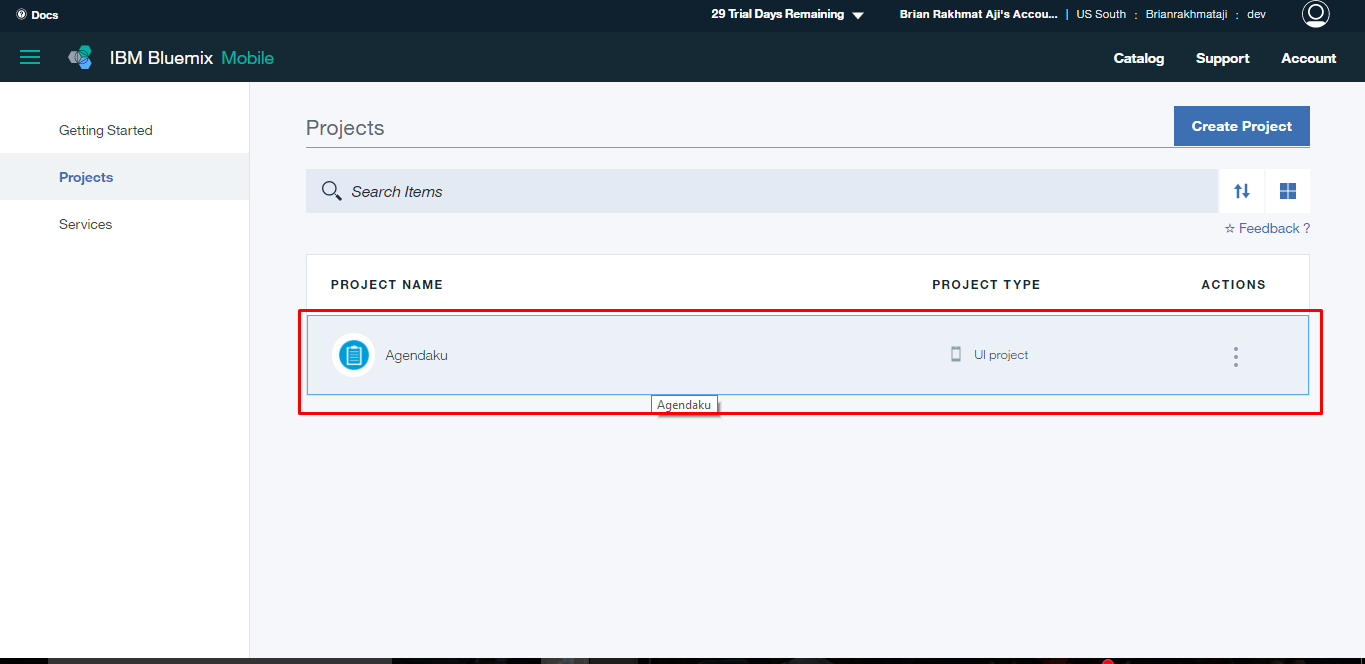 Docs
29 Trial Days Remaining
Brian Rakhmat Aji's Accou... | US South : Brianrakhmataji : dev
IBM Bluemix Mobile
Catalog Support Account
Getting Started
Projects
Services
Projects
Create Project
Search Items
☆ Feedback ?
PROJECT NAME PROJECT TYPE ACTIONS
Agendaku UI project
Agendaku